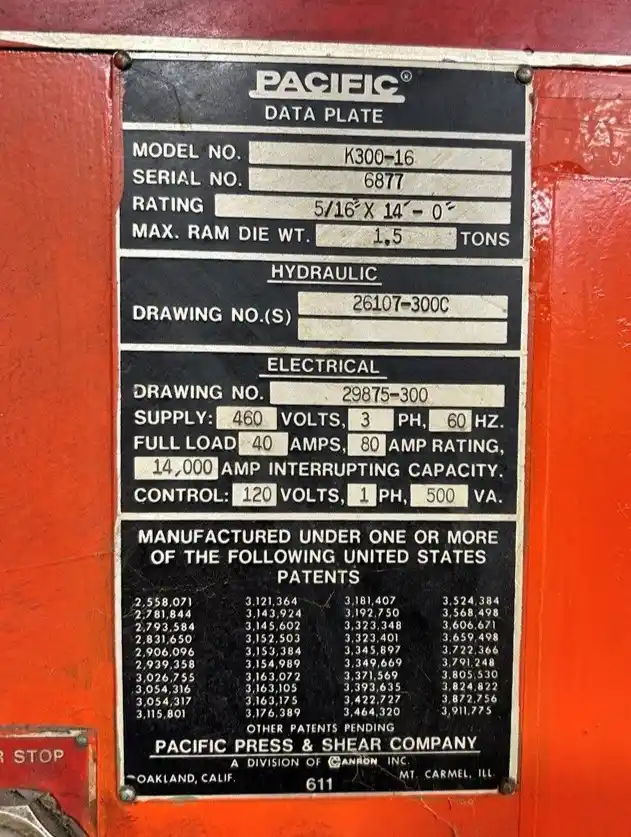 PACIFIC®
DATA PLATE
MODEL NO. K300-16
SERIAL NO. 6877
RATING 5/16" X 14' - 0"
MAX. RAM DIE WT. 1.5 TONS
HYDRAULIC
DRAWING NO.(S) 26107-300C
ELECTRICAL
DRAWING NO. 29875-300
SUPPLY: 460 VOLTS, 3 PH, 60 HZ.
FULL LOAD 40 AMPS, 80 AMP RATING,
14,000 AMP INTERRUPTING CAPACITY.
CONTROL: 120 VOLTS, 1 PH, 500 VA.
MANUFACTURED UNDER ONE OR MORE
OF THE FOLLOWING UNITED STATES
PATENTS
2,558,071 3,121,364 3,181,407 3,524,384
2,781,844 3,143,924 3,192,750 3,568,498
2,793,584 3,145,602 3,323,348 3,606,671
2,831,650 3,152,503 3,323,401 3,659,498
2,906,096 3,153,384 3,345,897 3,722,366
2,939,358 3,154,989 3,349,669 3,791,248
3,026,755 3,163,072 3,371,569 3,805,530
3,054,316 3,163,105 3,393,635 3,824,822
3,054,317 3,163,175 3,422,727 3,872,756
3,115,801 3,176,389 3,464,320 3,911,775
OTHER PATENTS PENDING
PACIFIC PRESS & SHEAR COMPANY
A DIVISION OF CANRON INC.
OAKLAND, CALIF. 611 MT. CARMEL, ILL.
R STOP